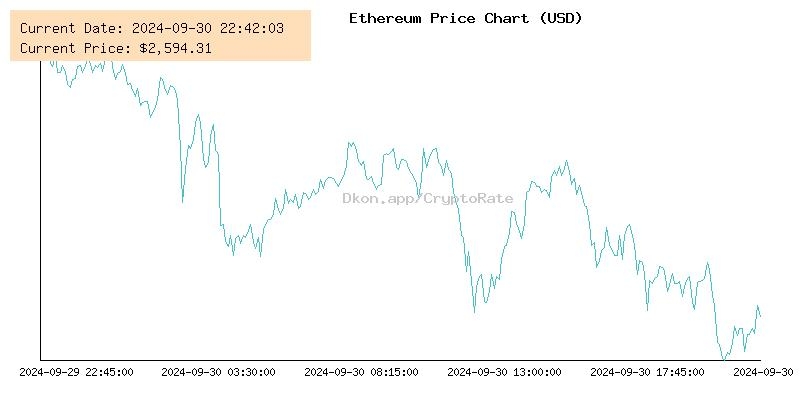 Ethereum Price Chart (USD)
Current Date: 2024-09-30 22:42:03
Current Price: $2,594.31
Dkon.app/CryptoRate
2024-09-29 22:45:00 2024-09-30 03:30:00 2024-09-30 08:15:00 2024-09-30 13:00:00 2024-09-30 17:45:00 2024-09-30